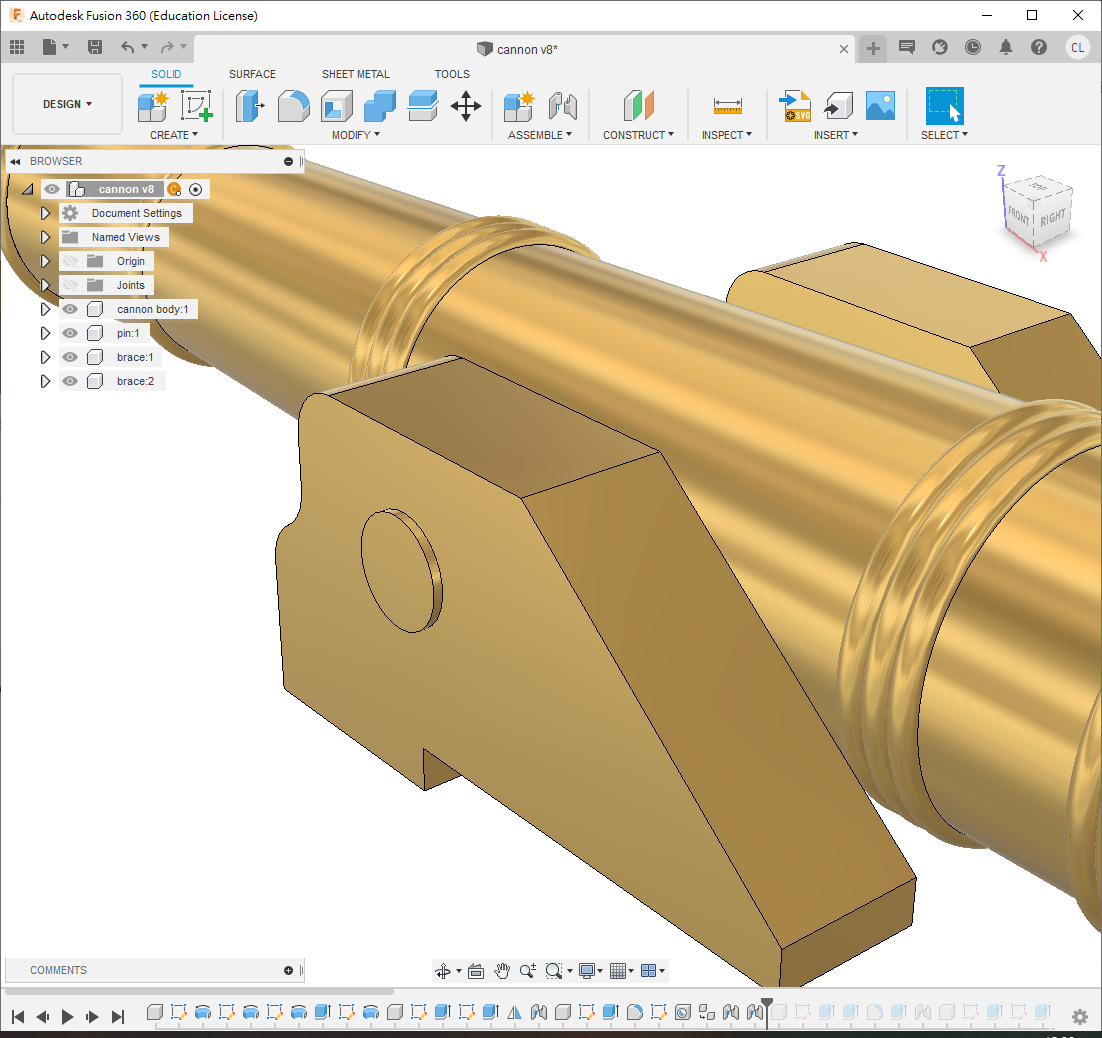 Autodesk Fusion 360 (Education License)
cannon v8*
CL
SOLID SURFACE SHEET METAL TOOLS
DESIGN
SVG
CREATE MODIFY ASSEMBLE CONSTRUCT INSPECT INSERT SELECT
BROWSER
cannon v8
Document Settings
Named Views
Origin
Joints
cannon body:1
pin:1
brace:1
brace:2
Z
TOP
FRONT RIGHT
X
COMMENTS